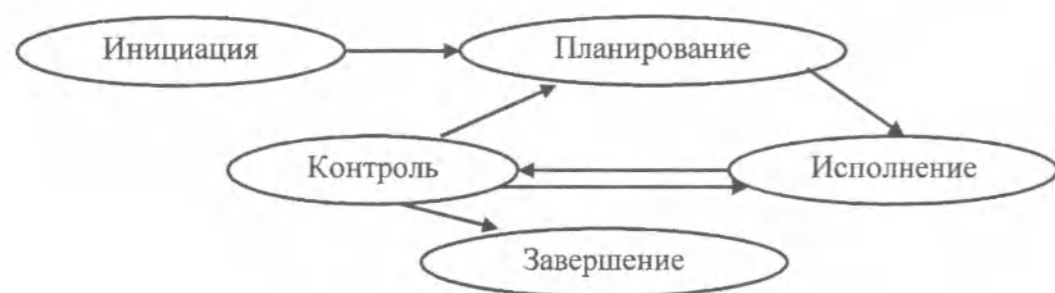 Инициация
Планирование
Контроль
Исполнение
Завершение